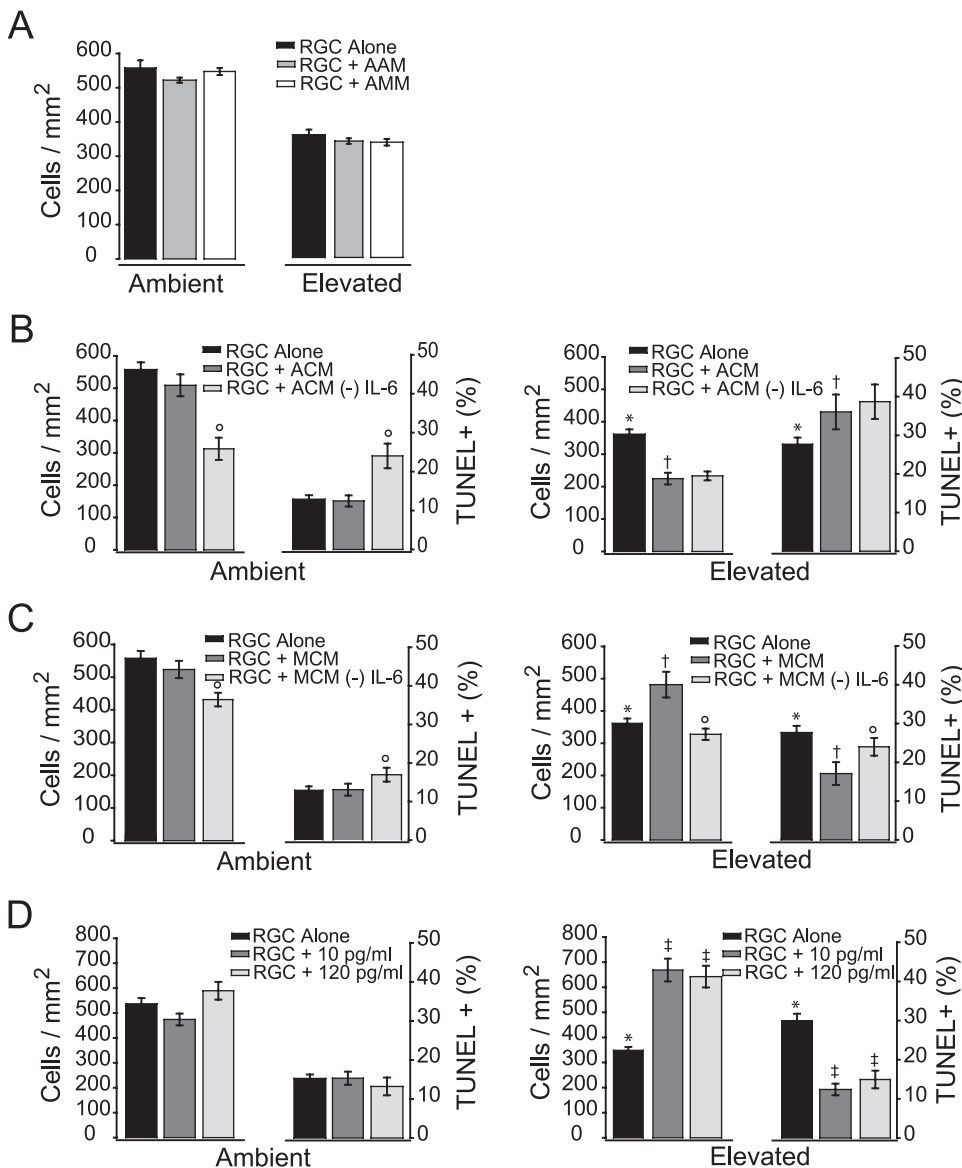 A
RGC Alone
RGC + AAM
RGC + AMM
Cells / mm2
600
500
400
300
200
100
0
Ambient
Elevated
B
RGC Alone
RGC + ACM
RGC + ACM (-) IL-6
Cells / mm2
600
500
400
300
200
100
0
°
°
50
40
30
20
10
0
TUNEL+ (%)
Ambient
RGC Alone
RGC + ACM
RGC + ACM (-) IL-6
Cells / mm2
600
500
400
300
200
100
0
*
†
*
†
50
40
30
20
10
0
TUNEL+ (%)
Elevated
C
RGC Alone
RGC + MCM
RGC + MCM (-) IL-6
Cells / mm2
600
500
400
300
200
100
0
°
°
50
40
30
20
10
0
TUNEL + (%)
Ambient
RGC Alone
RGC + MCM
RGC + MCM (-) IL-6
Cells / mm2
600
500
400
300
200
100
0
*
†
°
*
†
°
50
40
30
20
10
0
TUNEL+ (%)
Elevated
D
RGC Alone
RGC + 10 pg/ml
RGC + 120 pg/ml
Cells / mm2
800
700
600
500
400
300
200
100
0
50
40
30
20
10
0
TUNEL + (%)
Ambient
RGC Alone
RGC + 10 pg/ml
RGC + 120 pg/ml
Cells / mm2
800
700
600
500
400
300
200
100
0
*
‡
‡
*
‡
‡
50
40
30
20
10
0
TUNEL+ (%)
Elevated